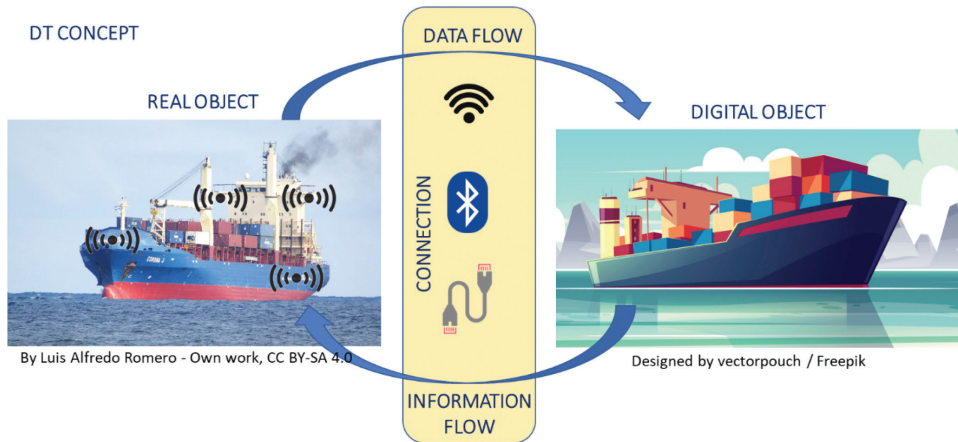 DT CONCEPT
DATA FLOW
REAL OBJECT
DIGITAL OBJECT
CONNECTION
By Luis Alfredo Romero - Own work, CC BY-SA 4.0
Designed by vectorpouch / Freepik
INFORMATION
FLOW